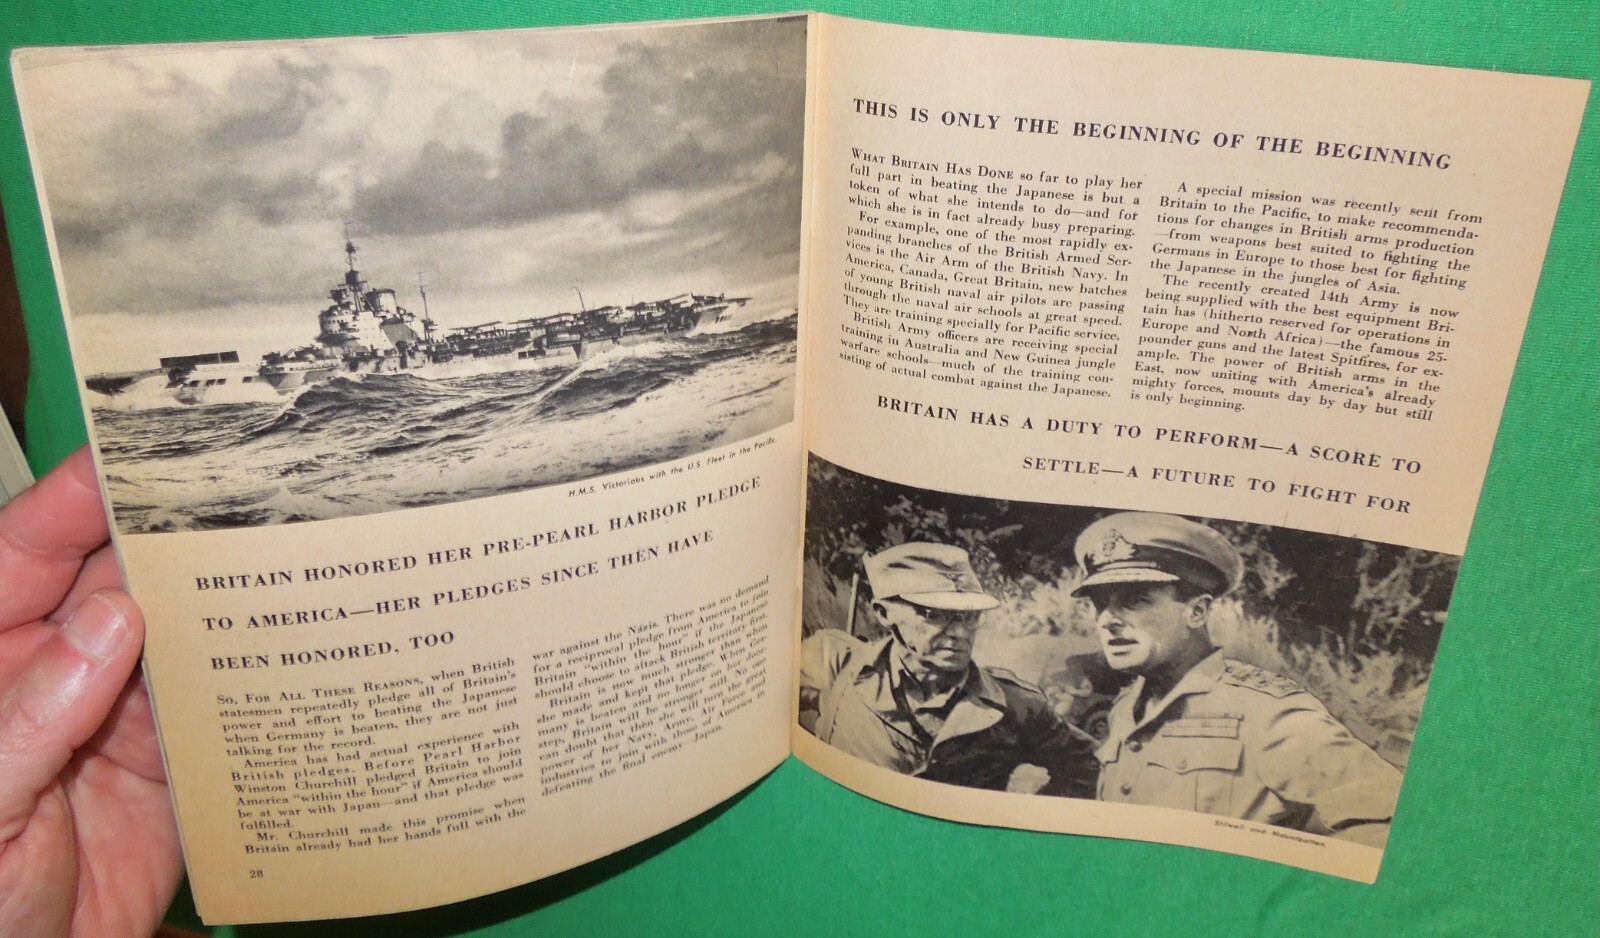 H.M.S. Victorious with the U.S. Fleet in the Pacific.
BRITAIN HONORED HER PRE-PEARL HARBOR PLEDGE
TO AMERICA—HER PLEDGES SINCE THEN HAVE
BEEN HONORED, TOO
SO, FOR ALL THESE REASONS, when British
statesmen repeatedly pledge all of Britain's
power and effort to beating the Japanese
when Germany is beaten, they are not just
talking for the record.
America has had actual experience with
British pledges. Before Pearl Harbor
Winston Churchill pledged Britain to join
America "within the hour" if America should
be at war with Japan—and that pledge was
fulfilled.
Mr. Churchill made this promise when
Britain already had her hands full with the
war against the Nazis. There was no demand
for a reciprocal pledge from America to join
Britain "within the hour" if the Japanese
should choose to attack British territory first.
Britain is now much stronger than when
she made and kept that pledge. When Ger-
many is beaten and no longer on her door-
step, Britain will be stronger still. No one
can doubt that then she will turn the great
power of her Navy, Army, Air Force and
industries to join with those of America in
defeating the final enemy—Japan.
28
THIS IS ONLY THE BEGINNING OF THE BEGINNING
WHAT BRITAIN HAS DONE so far to play her
full part in beating the Japanese is but a
token of what she intends to do—and for
which she is in fact already busy preparing.
For example, one of the most rapidly ex-
panding branches of the British Armed Ser-
vices is the Air Arm of the British Navy. In
America, Canada, Great Britain, new batches
of young British naval air pilots are passing
through the naval air schools at great speed.
They are training specially for Pacific service.
British Army officers are receiving special
training in Australia and New Guinea jungle
warfare schools—much of the training con-
sisting of actual combat against the Japanese.
A special mission was recently sent from
Britain to the Pacific, to make recommenda-
tions for changes in British arms production
—from weapons best suited to fighting the
Germans in Europe to those best for fighting
the Japanese in the jungles of Asia.
The recently created 14th Army is now
being supplied with the best equipment Bri-
tain has (hitherto reserved for operations in
Europe and North Africa)—the famous 25-
pounder guns and the latest Spitfires, for ex-
ample. The power of British arms in the
East, now uniting with America's already
mighty forces, mounts day by day but still
is only beginning.
BRITAIN HAS A DUTY TO PERFORM—A SCORE TO
SETTLE—A FUTURE TO FIGHT FOR
Stilwell and Mountbatten.